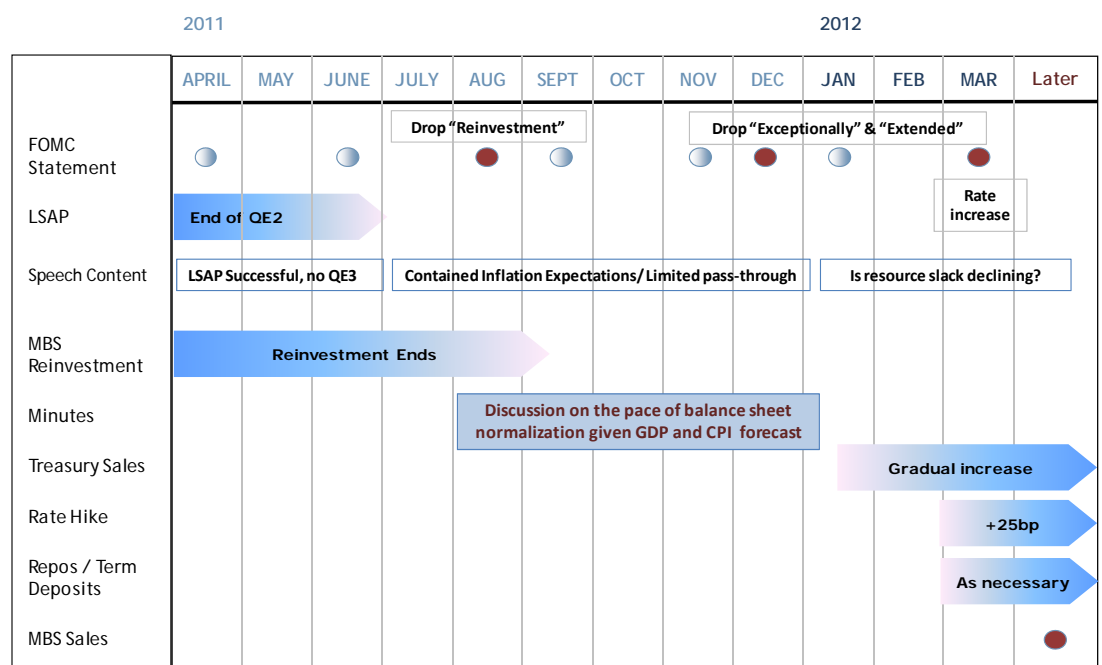 2011
2012
APRIL MAY JUNE JULY AUG SEPT OCT NOV DEC JAN FEB MAR Later
Drop “Reinvestment”
Drop “Exceptionally” & “Extended”
FOMC
Statement
Rate
increase
LSAP
End of QE2
Speech Content
LSAP Successful, no QE3
Contained Inflation Expectations/ Limited pass-through
Is resource slack declining?
MBS
Reinvestment
Reinvestment Ends
Minutes
Discussion on the pace of balance sheet
normalization given GDP and CPI forecast
Treasury Sales
Gradual increase
Rate Hike
+25bp
Repos / Term
Deposits
As necessary
MBS Sales